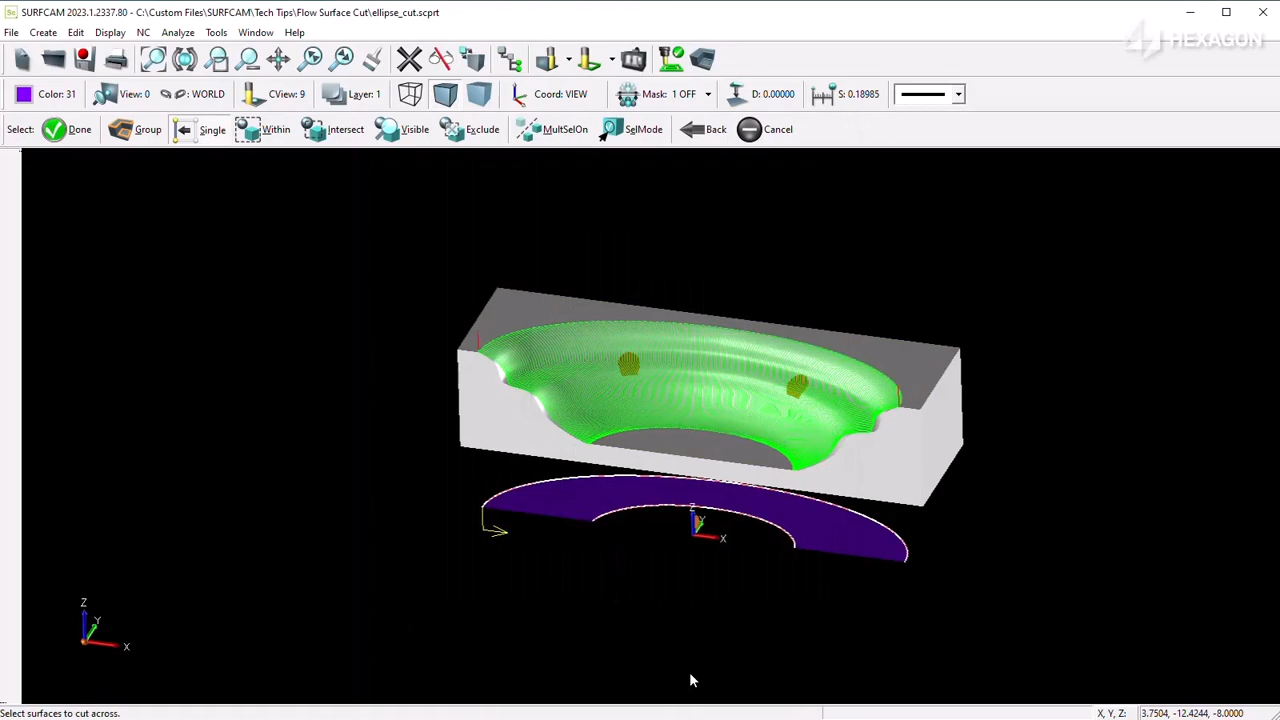 SURFCAM 2023.1.2337.80 - C:\Custom Files\SURFCAM\Tech Tips\Flow Surface Cut\ellipse_cut.scprt
HEXAGON
File Create Edit Display NC Analyze Tools Window Help
Color: 31 View: 0 : WORLD CView: 9 Layer: 1 Coord: VIEW Mask: 1 OFF D: 0.00000 S: 0.18985
Select: Done Group Single Within Intersect Visible Exclude MultSelOn SelMode Back Cancel
Z
Y
X
Z
Y
X
Select surfaces to cut across.
X, Y, Z: 3.7504, -12.4244, -8.0000